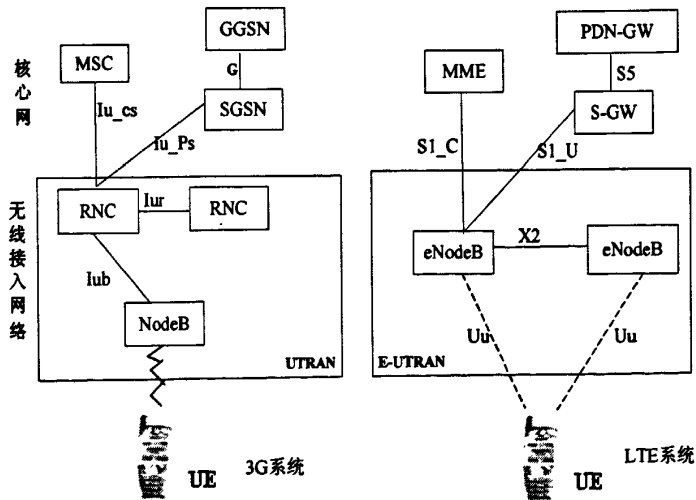 核心网
MSC
GGSN
G
SGSN
Iu_cs
Iu_Ps
无线接入网络
RNC
Iur
RNC
Iub
NodeB
UTRAN
UE
3G系统
MME
PDN-GW
S5
S-GW
S1_C
S1_U
eNodeB
X2
eNodeB
Uu
Uu
E-UTRAN
UE
LTE系统